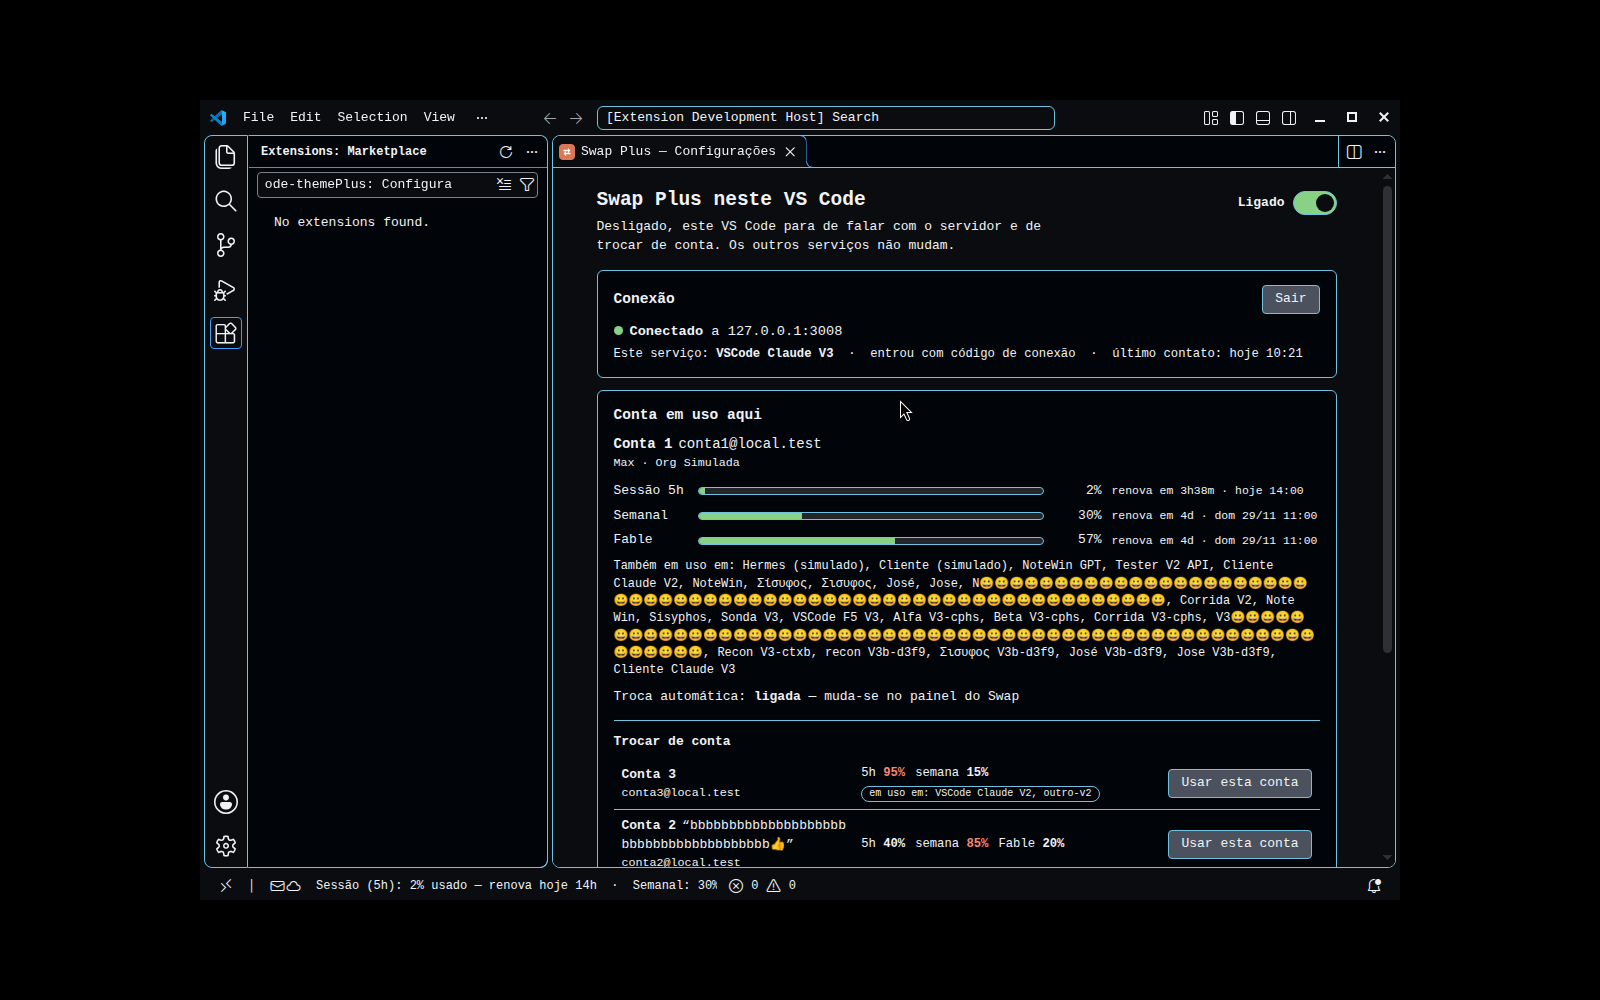 File Edit Selection View ··· [Extension Development Host] Search
Extensions: Marketplace
Swap Plus — Configurações
ode-themePlus: Configura
No extensions found.
Swap Plus neste VS Code
Ligado
Desligado, este VS Code para de falar com o servidor e de
trocar de conta. Os outros serviços não mudam.
Conexão
Sair
Conectado a 127.0.0.1:3008
Este serviço: VSCode Claude V3 · entrou com código de conexão · último contato: hoje 10:21
Conta em uso aqui
Conta 1 conta1@local.test
Max · Org Simulada
Sessão 5h 2% renova em 3h38m · hoje 14:00
Semanal 30% renova em 4d · dom 29/11 11:00
Fable 57% renova em 4d · dom 29/11 11:00
Também em uso em: Hermes (simulado), Cliente (simulado), NoteWin GPT, Tester V2 API, Cliente
Claude V2, NoteWin, Σίσυφος, Σισυφος, José, Jose, N😀😀😀😀😀😀😀😀😀😀😀😀😀😀😀😀😀😀😀😀😀😀
😀😀😀😀😀😀😀😀😀😀😀😀😀😀😀😀😀😀😀😀😀😀😀😀😀😀😀😀😀😀😀😀😀😀😀😀😀, Corrida V2, Note
Win, Sisyphos, Sonda V3, VSCode F5 V3, Alfa V3-cphs, Beta V3-cphs, Corrida V3-cphs, V3😀😀😀😀😀
😀😀😀😀😀😀😀😀😀😀😀😀😀😀😀😀😀😀😀😀😀😀😀😀😀😀😀😀😀😀😀😀😀😀😀😀😀😀😀😀😀😀😀😀😀😀😀
😀😀😀😀😀😀, Recon V3-ctxb, recon V3b-d3f9, Σισυφος V3b-d3f9, José V3b-d3f9, Jose V3b-d3f9,
Cliente Claude V3
Troca automática: ligada — muda-se no painel do Swap
Trocar de conta
Conta 3
conta3@local.test
5h 95% semana 15%
em uso em: VSCode Claude V2, outro-v2
Usar esta conta
Conta 2 “bbbbbbbbbbbbbbbbbbbb
bbbbbbbbbbbbbbbbbbb👍”
conta2@local.test
5h 40% semana 85% Fable 20%
Usar esta conta
Sessão (5h): 2% usado — renova hoje 14h · Semanal: 30% 0 0